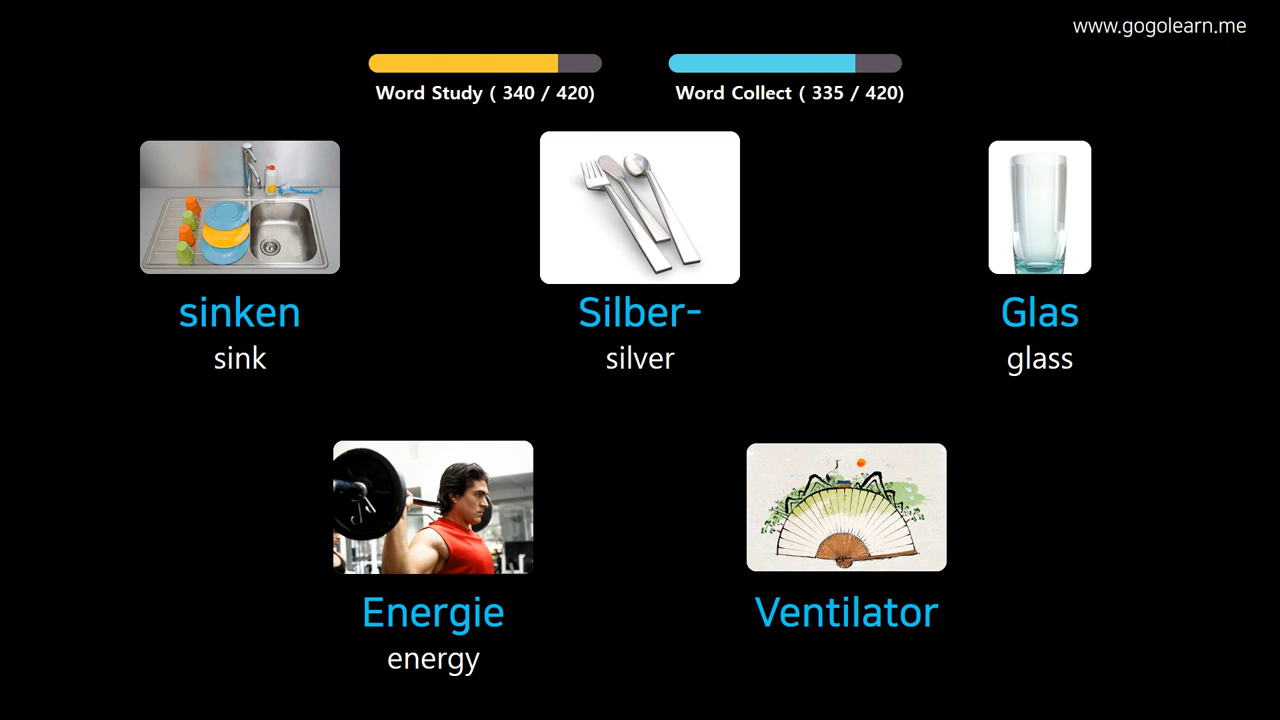 www.gogolearn.me
Word Study ( 340 / 420)
Word Collect ( 335 / 420)
sinken
sink
Silber-
silver
Glas
glass
Energie
energy
Ventilator